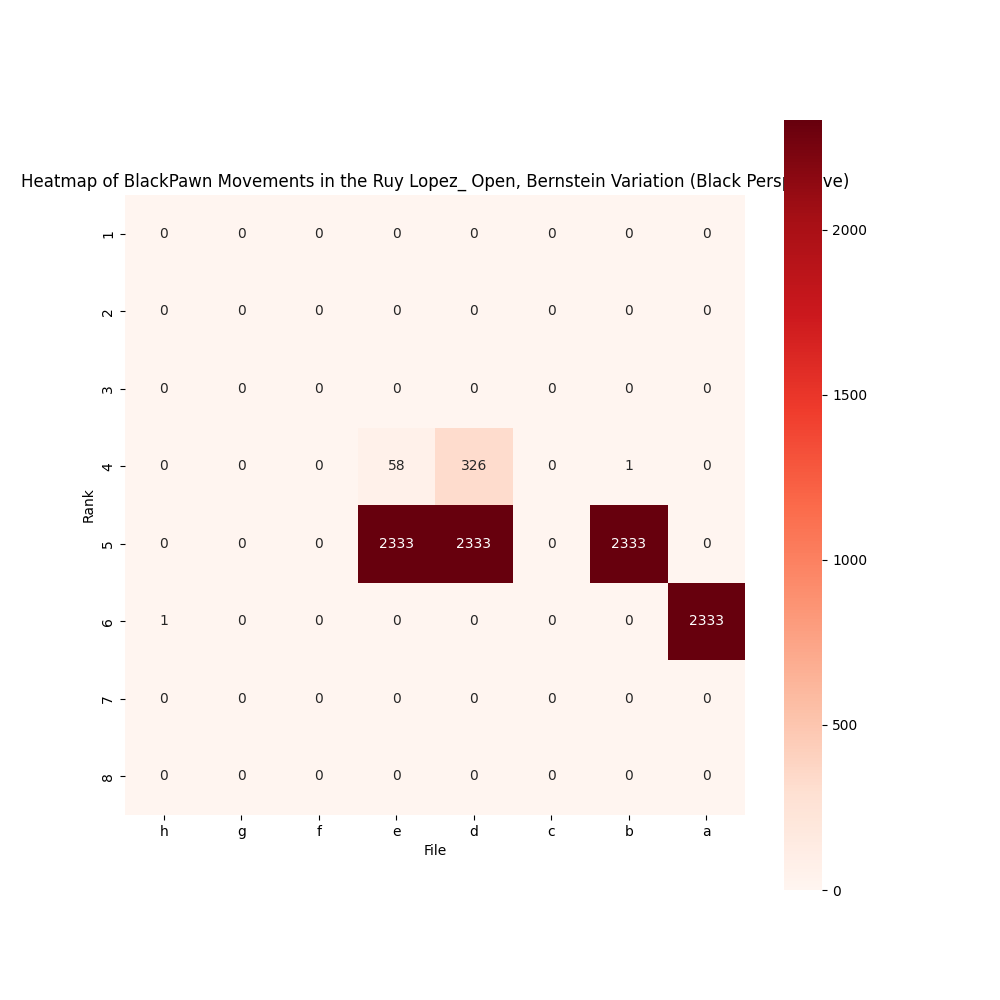 Heatmap of BlackPawn Movements in the Ruy Lopez_ Open, Bernstein Variation (Black Perspective)
1 0 0 0 0 0 0 0 0
2 0 0 0 0 0 0 0 0
3 0 0 0 0 0 0 0 0
4 0 0 0 58 326 0 1 0
5 0 0 0 2333 2333 0 2333 0
6 1 0 0 0 0 0 0 2333
7 0 0 0 0 0 0 0 0
8 0 0 0 0 0 0 0 0
Rank
h g f e d c b a
File
2000
1500
1000
500
0